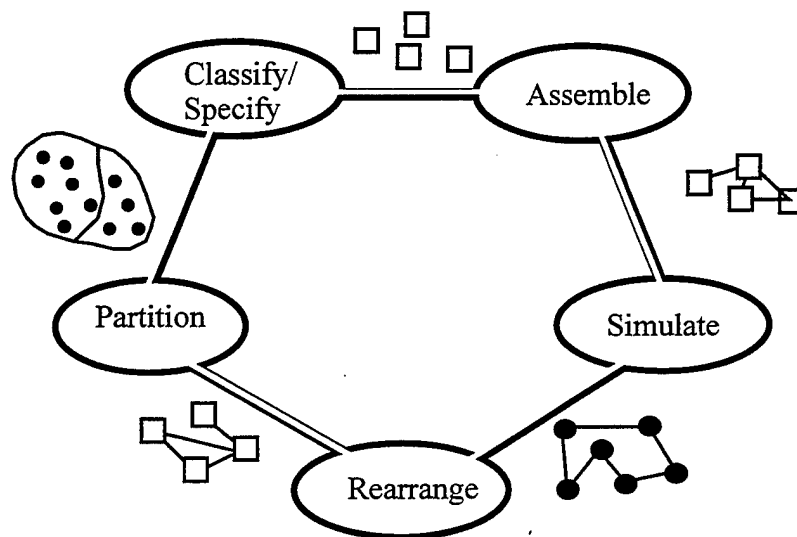 Classify/
Specify
Assemble
Partition
Simulate
Rearrange